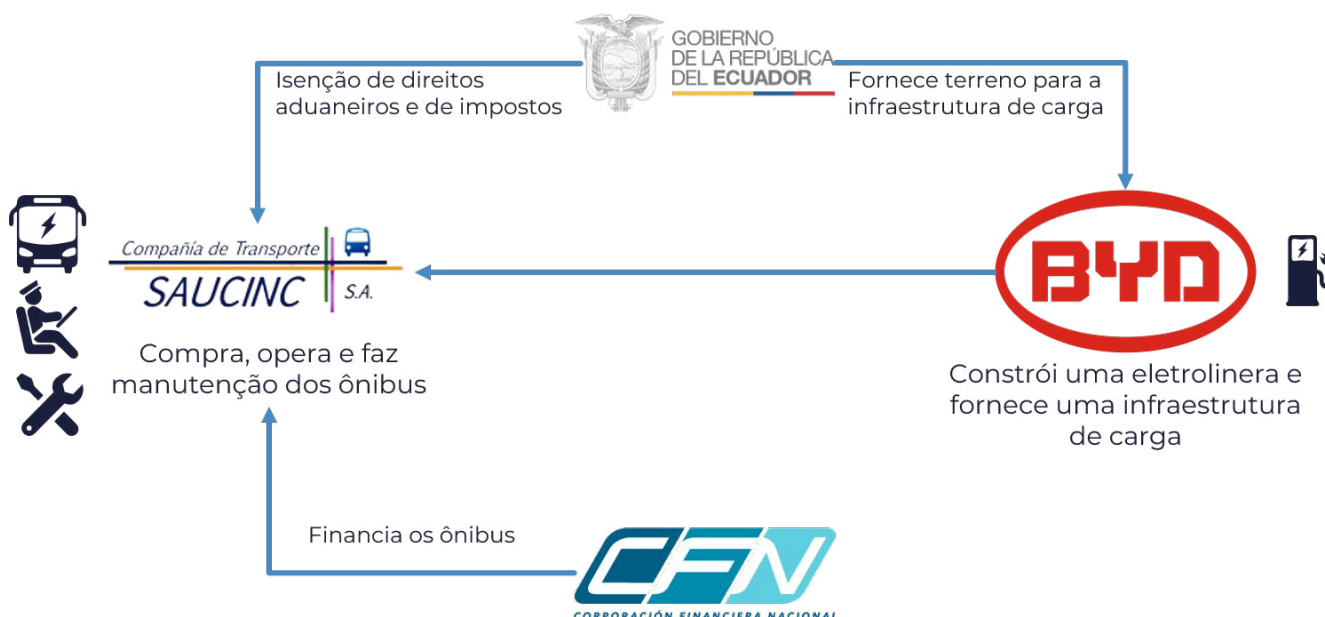 GOBIERNO
DE LA REPÚBLICA
DEL ECUADOR
Isenção de direitos
aduaneiros e de impostos
Fornece terreno para a
infraestrutura de carga
Compañía de Transporte
SAUCINC S.A.
Compra, opera e faz
manutenção dos ônibus
BYD
Constrói uma eletrolinera e
fornece uma infraestrutura
de carga
Financia os ônibus
CFN
CORPORACIÓN FINANCIERA NACIONAL